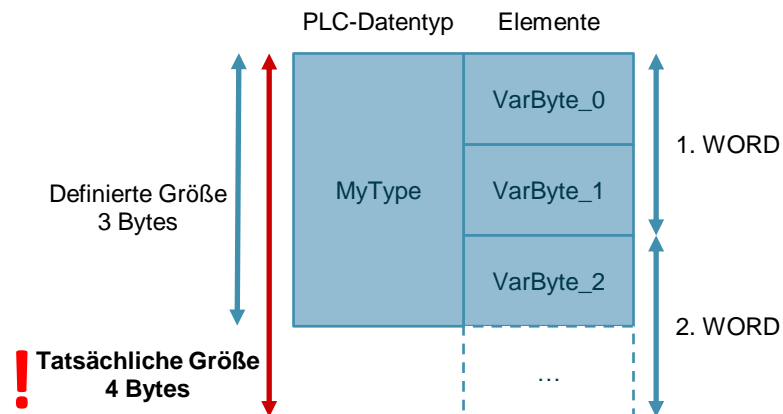 PLC-Datentyp Elemente
VarByte_0
1. WORD
Definierte Größe
3 Bytes
MyType
VarByte_1
VarByte_2
2. WORD
! Tatsächliche Größe
4 Bytes
...